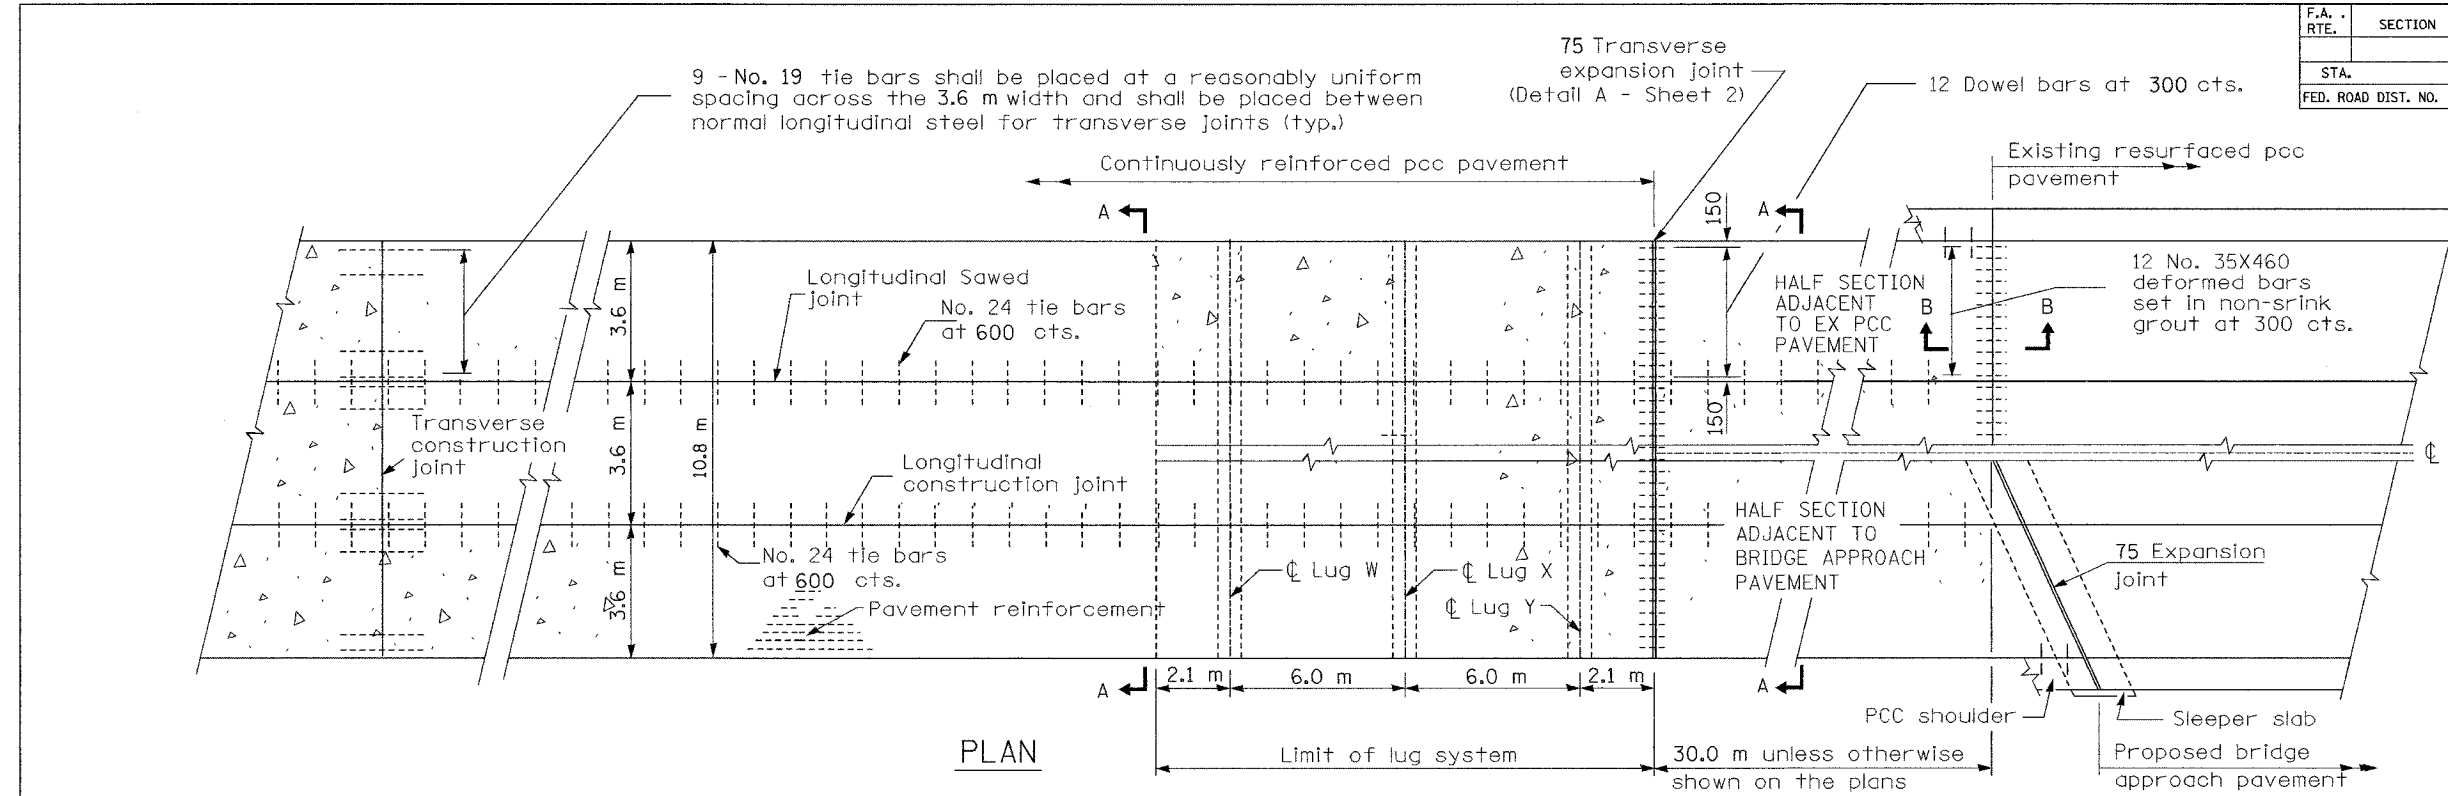 F.A. .
RTE.
SECTION
STA.
FED. ROAD DIST. NO.
9 - No. 19 tie bars shall be placed at a reasonably uniform
spacing across the 3.6 m width and shall be placed between
normal longitudinal steel for transverse joints (typ.)
75 Transverse
expansion joint
(Detail A - Sheet 2)
12 Dowel bars at 300 cts.
Continuously reinforced pcc pavement
Existing resurfaced pcc
pavement
A
A
150
3.6 m
Longitudinal Sawed
joint
No. 24 tie bars
at 600 cts.
HALF SECTION
ADJACENT
TO EX PCC
PAVEMENT
B
B
12 No. 35X460
deformed bars
set in non-srink
grout at 300 cts.
150
Transverse
construction
joint
3.6 m
10.8 m
Longitudinal
construction joint
℄
HALF SECTION
ADJACENT TO
BRIDGE APPROACH
PAVEMENT
No. 24 tie bars
at 600 cts.
3.6 m
Pavement reinforcement
℄ Lug W
℄ Lug X
℄ Lug Y
75 Expansion
joint
A
2.1 m
6.0 m
6.0 m
2.1 m
A
PCC shoulder
Sleeper slab
PLAN
Limit of lug system
30.0 m unless otherwise
shown on the plans
Proposed bridge
approach pavement